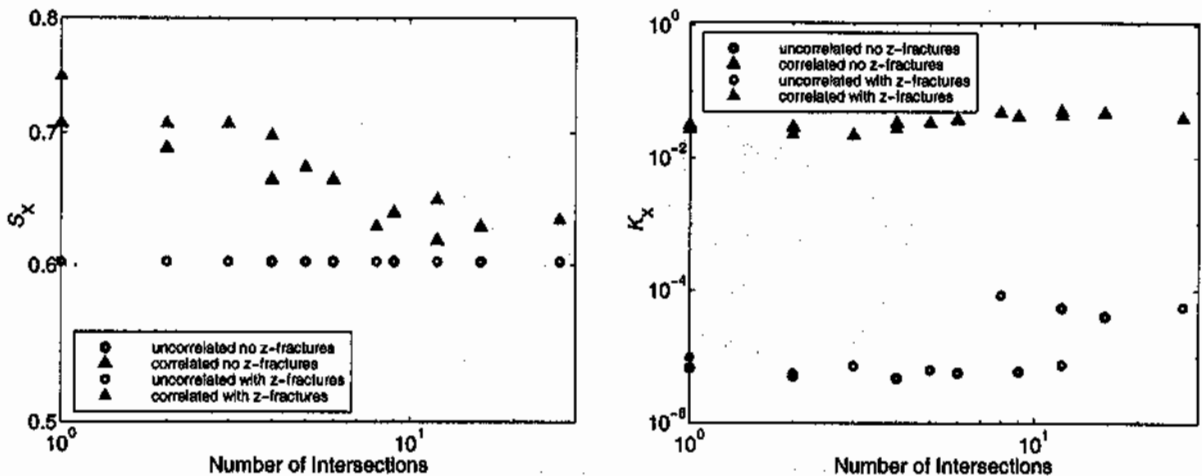 0.8
0.7
0.6
0.5
S_x
10^0
10^1
Number of Intersections
uncorrelated no z-fractures
correlated no z-fractures
uncorrelated with z-fractures
correlated with z-fractures
10^0
10^-2
10^-4
10^-6
K_x
10^0
10^1
Number of Intersections
uncorrelated no z-fractures
correlated no z-fractures
uncorrelated with z-fractures
correlated with z-fractures